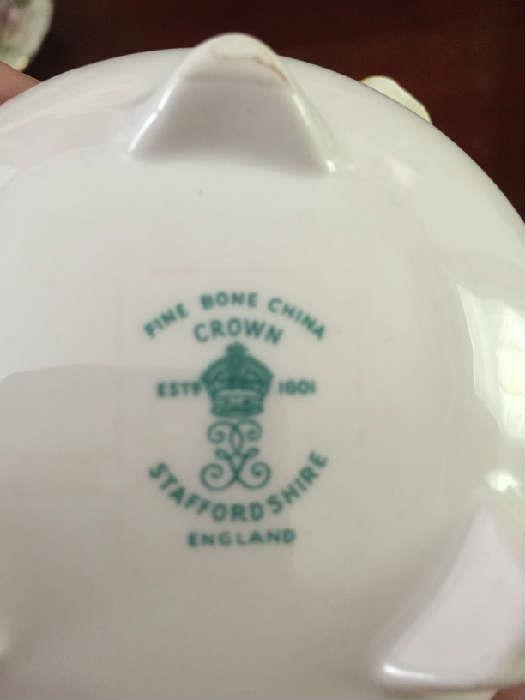 FINE BONE CHINA
CROWN
ESTD 1801
STAFFORDSHIRE
ENGLAND